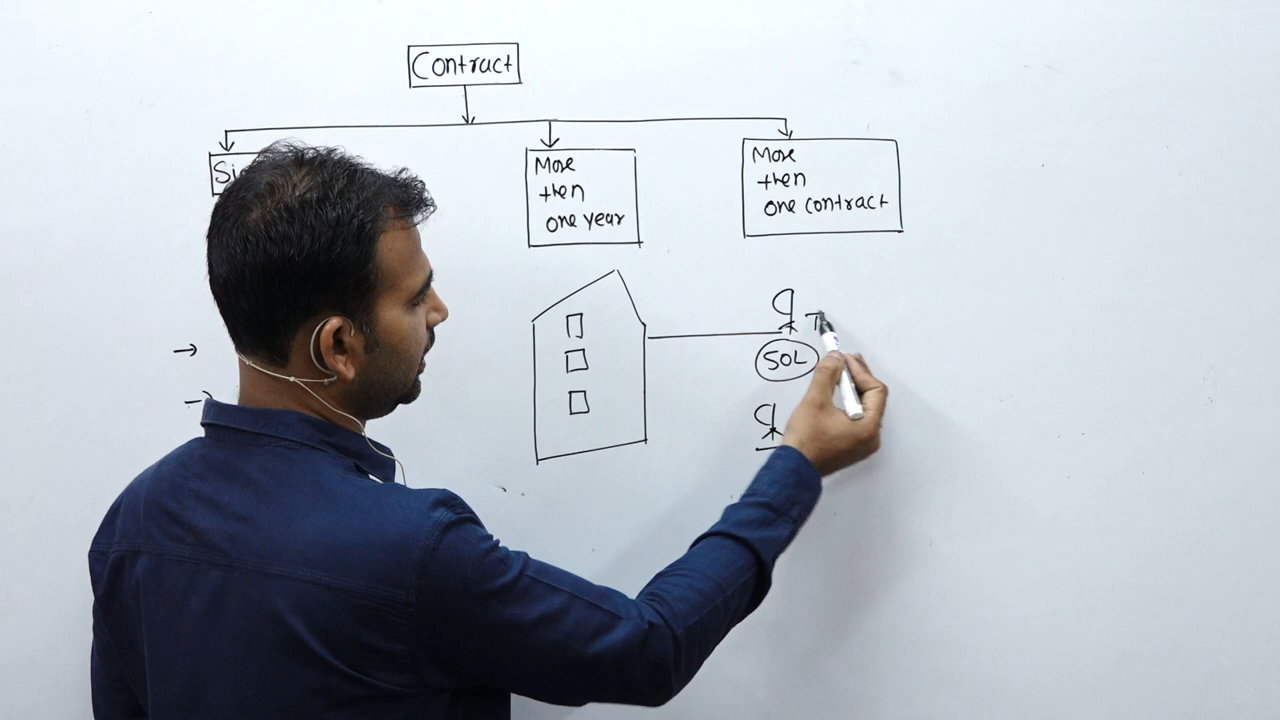 Contract
More
then
one year
More
then
one contract
SOL